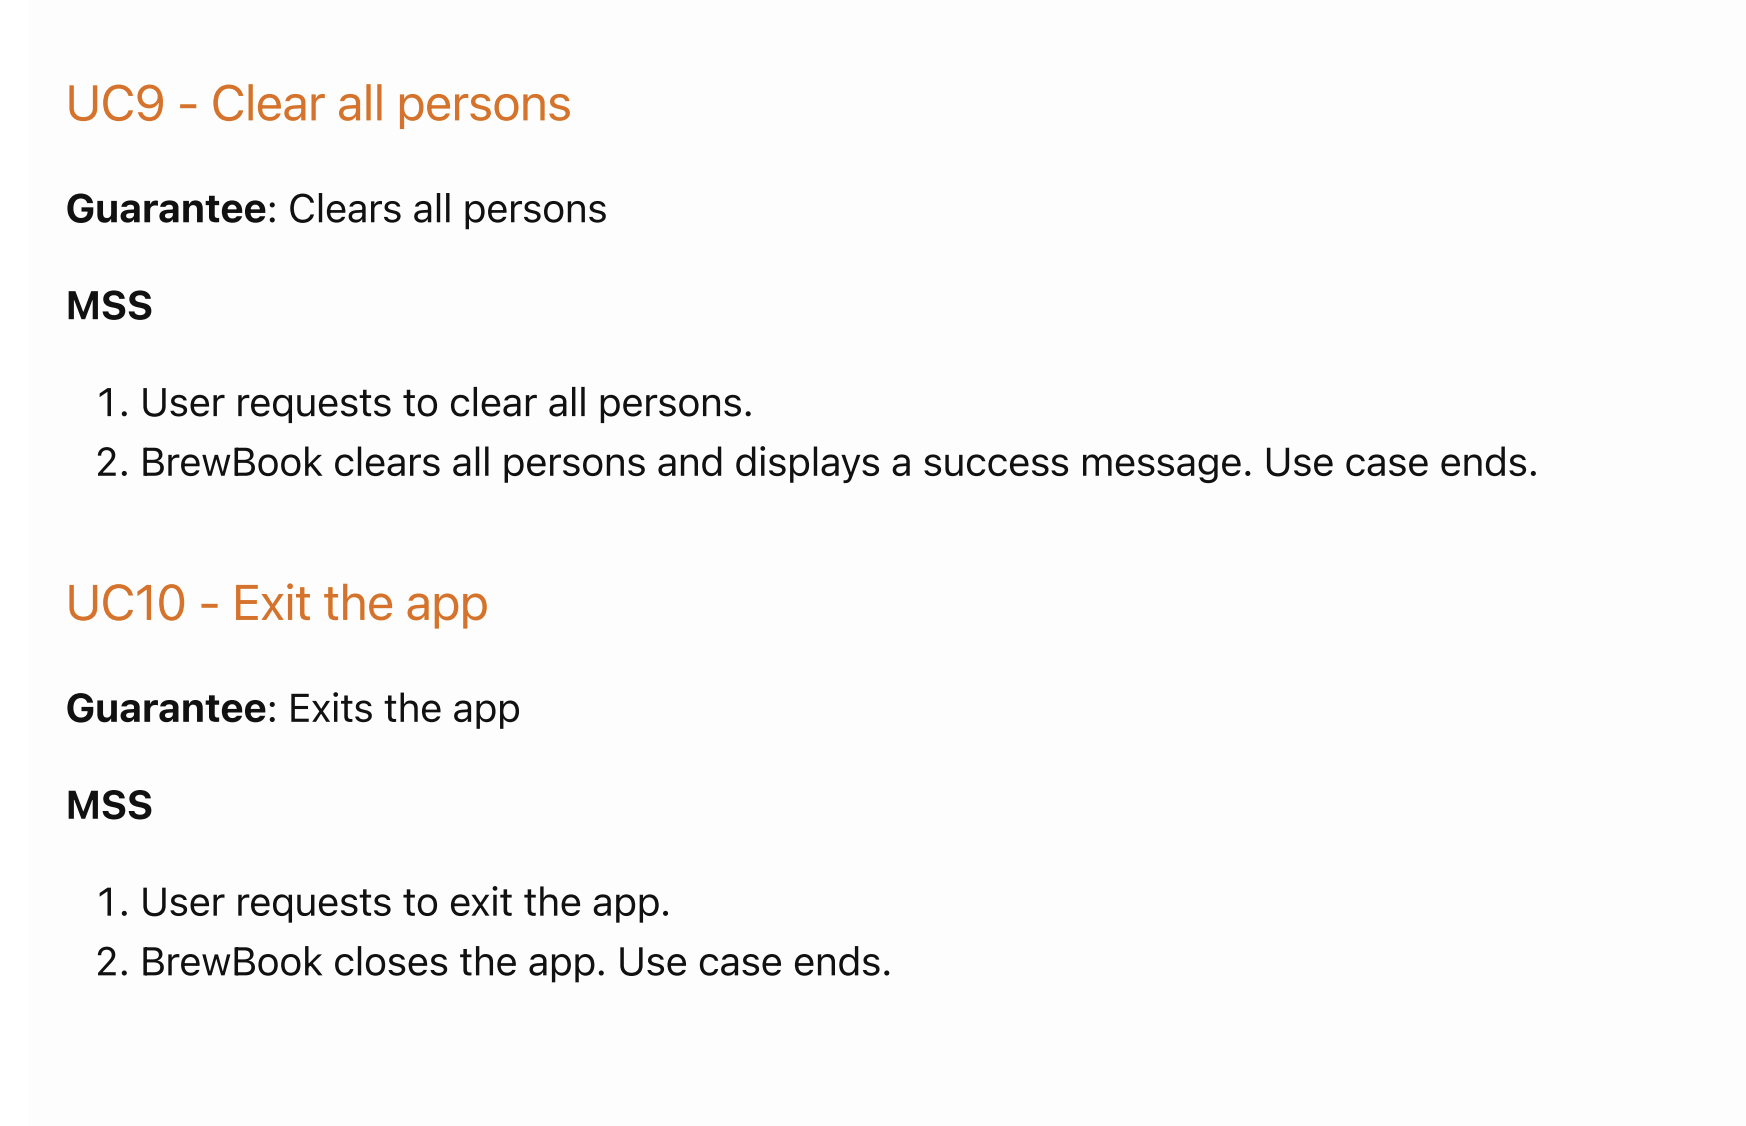 UC9 - Clear all persons
Guarantee: Clears all persons
MSS
1. User requests to clear all persons.
2. BrewBook clears all persons and displays a success message. Use case ends.
UC10 - Exit the app
Guarantee: Exits the app
MSS
1. User requests to exit the app.
2. BrewBook closes the app. Use case ends.